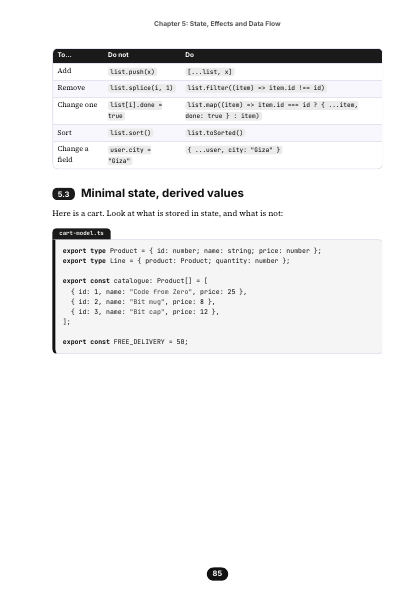 Chapter 5: State, Effects and Data Flow
To... Do not Do
Add list.push(x) [...list, x]
Remove list.splice(i, 1) list.filter((item) => item.id !== id)
Change one list[i].done = true list.map((item) => item.id === id ? { ...item, done: true } : item)
Sort list.sort() list.toSorted()
Change a field user.city = "Giza" { ...user, city: "Giza" }
5.3 Minimal state, derived values
Here is a cart. Look at what is stored in state, and what is not:
cart-model.ts
export type Product = { id: number; name: string; price: number };
export type Line = { product: Product; quantity: number };
export const catalogue: Product[] = [
{ id: 1, name: "Code from Zero", price: 25 },
{ id: 2, name: "Bit mug", price: 8 },
{ id: 3, name: "Bit cap", price: 12 },
];
export const FREE_DELIVERY = 50;
85